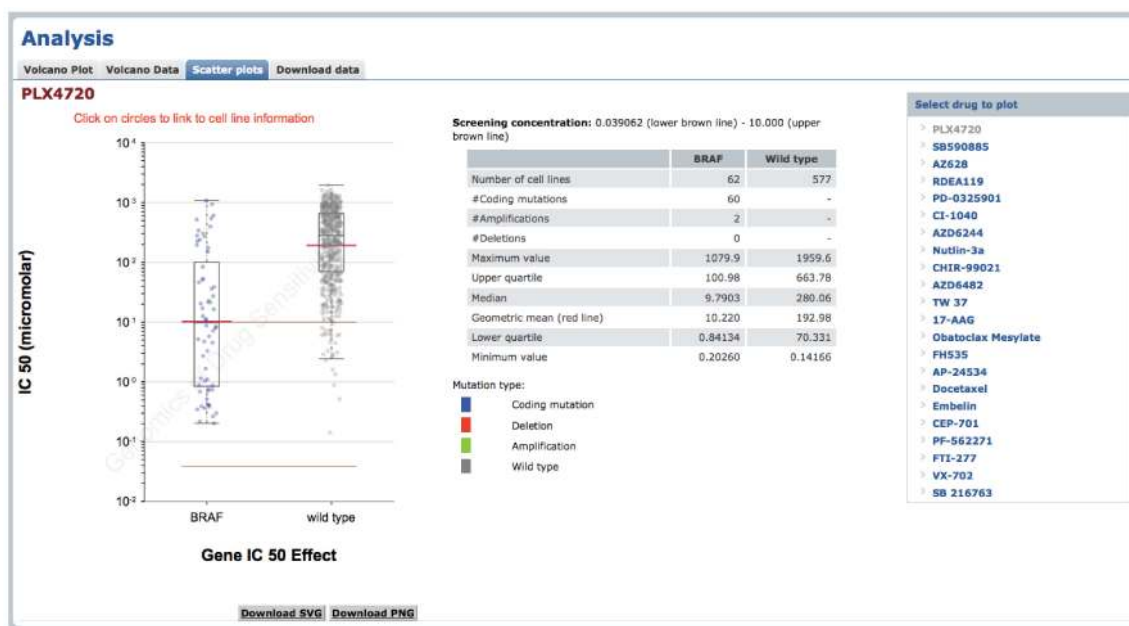 Analysis
Volcano Plot Volcano Data Scatter plots Download data
PLX4720
Click on circles to link to cell line information
Screening concentration: 0.039062 (lower brown line) - 10.000 (upper
brown line)
BRAF Wild type
Number of cell lines 62 577
#Coding mutations 60 -
#Amplifications 2 -
#Deletions 0 -
Maximum value 1079.9 1959.6
Upper quartile 100.98 663.78
Median 9.7903 280.06
Geometric mean (red line) 10.220 192.98
Lower quartile 0.84134 70.331
Minimum value 0.20260 0.14166
Mutation type:
Coding mutation
Deletion
Amplification
Wild type
IC 50 (micromolar)
10⁴
10³
10²
10¹
10⁰
10⁻¹
10⁻²
BRAF wild type
Gene IC 50 Effect
Download SVG Download PNG
Select drug to plot
PLX4720
SB590885
AZ628
RDEA119
PD-0325901
CI-1040
AZD6244
Nutlin-3a
CHIR-99021
AZD6482
TW 37
17-AAG
Obatoclax Mesylate
FH535
AP-24534
Docetaxel
Embelin
CEP-701
PF-562271
FTI-277
VX-702
SB 216763